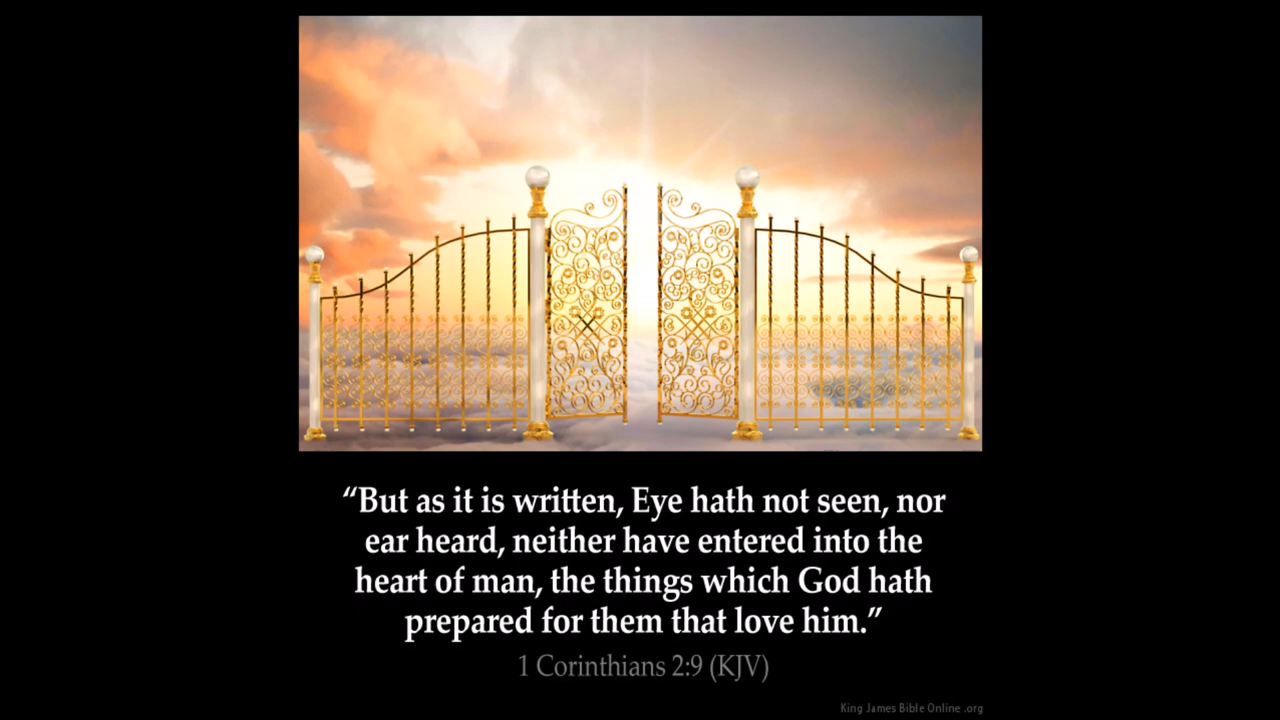 “But as it is written, Eye hath not seen, nor
ear heard, neither have entered into the
heart of man, the things which God hath
prepared for them that love him.”
1 Corinthians 2:9 (KJV)
King James Bible Online .org